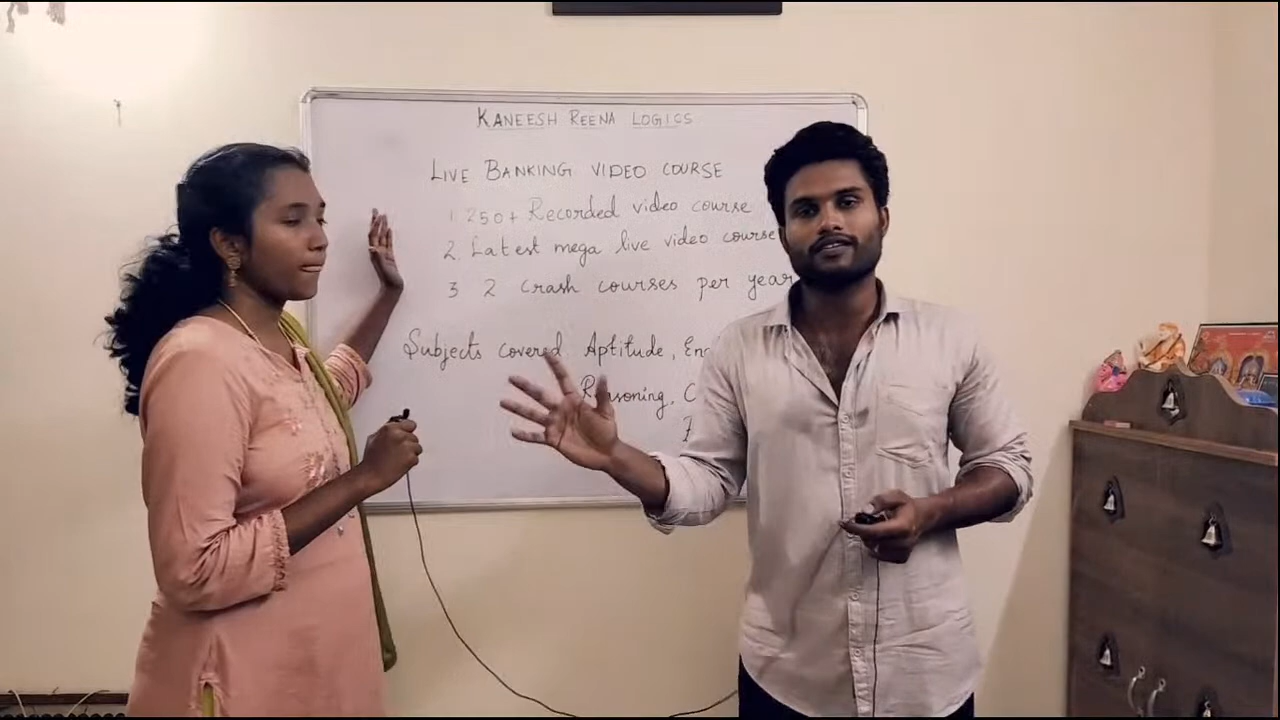 KANEESH REENA LOGICS
LIVE BANKING VIDEO COURSE
1. 250+ Recorded video course
2. Latest mega live video course
3 2 crash courses per year
Subjects covered Aptitude,
Reasoning,